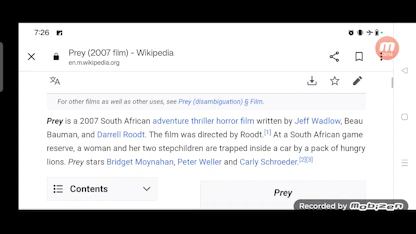 7:26
Prey (2007 film) - Wikipedia
en.m.wikipedia.org
For other films as well as other uses, see Prey (disambiguation) § Film.
Prey is a 2007 South African adventure thriller horror film written by Jeff Wadlow, Beau
Bauman, and Darrell Roodt. The film was directed by Roodt.[1] At a South African game
reserve, a woman and her two stepchildren are trapped inside a car by a pack of hungry
lions. Prey stars Bridget Moynahan, Peter Weller and Carly Schroeder.[2][3]
Contents
Prey
Recorded by MOBIZEN